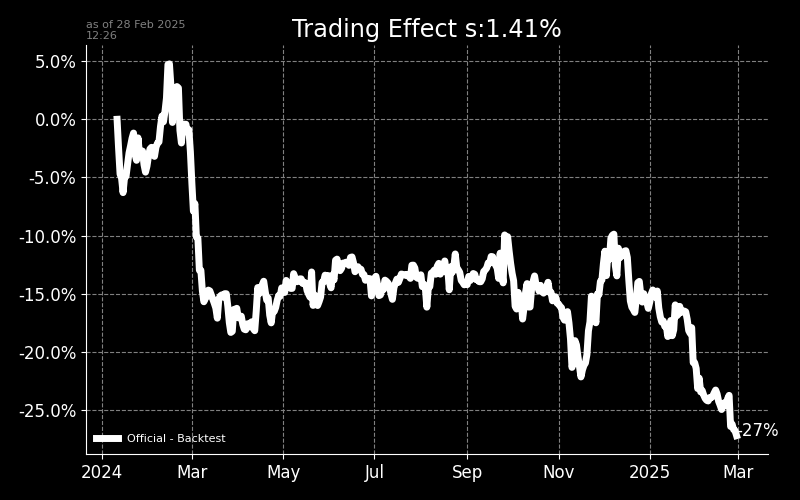 as of 28 Feb 2025
12:26
Trading Effect s:1.41%
5.0%
0.0%
-5.0%
-10.0%
-15.0%
-20.0%
-25.0%
-27%
Official - Backtest
2024 Mar May Jul Sep Nov 2025 Mar